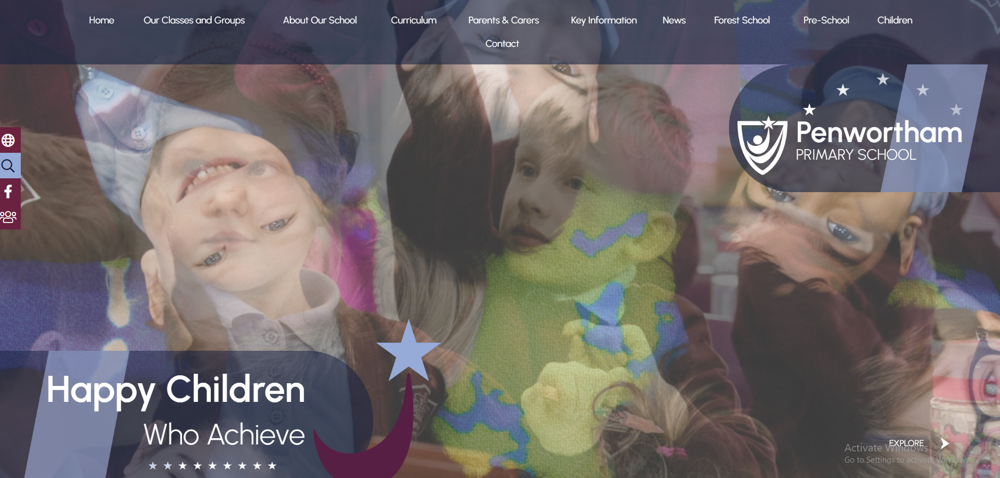 Home Our Classes and Groups About Our School Curriculum Parents & Carers Key Information News Forest School Pre-School Children
Contact
Penwortham
PRIMARY SCHOOL
Happy Children
Who Achieve
EXPLORE
Activate Windows
Go to Settings to activate Windows.